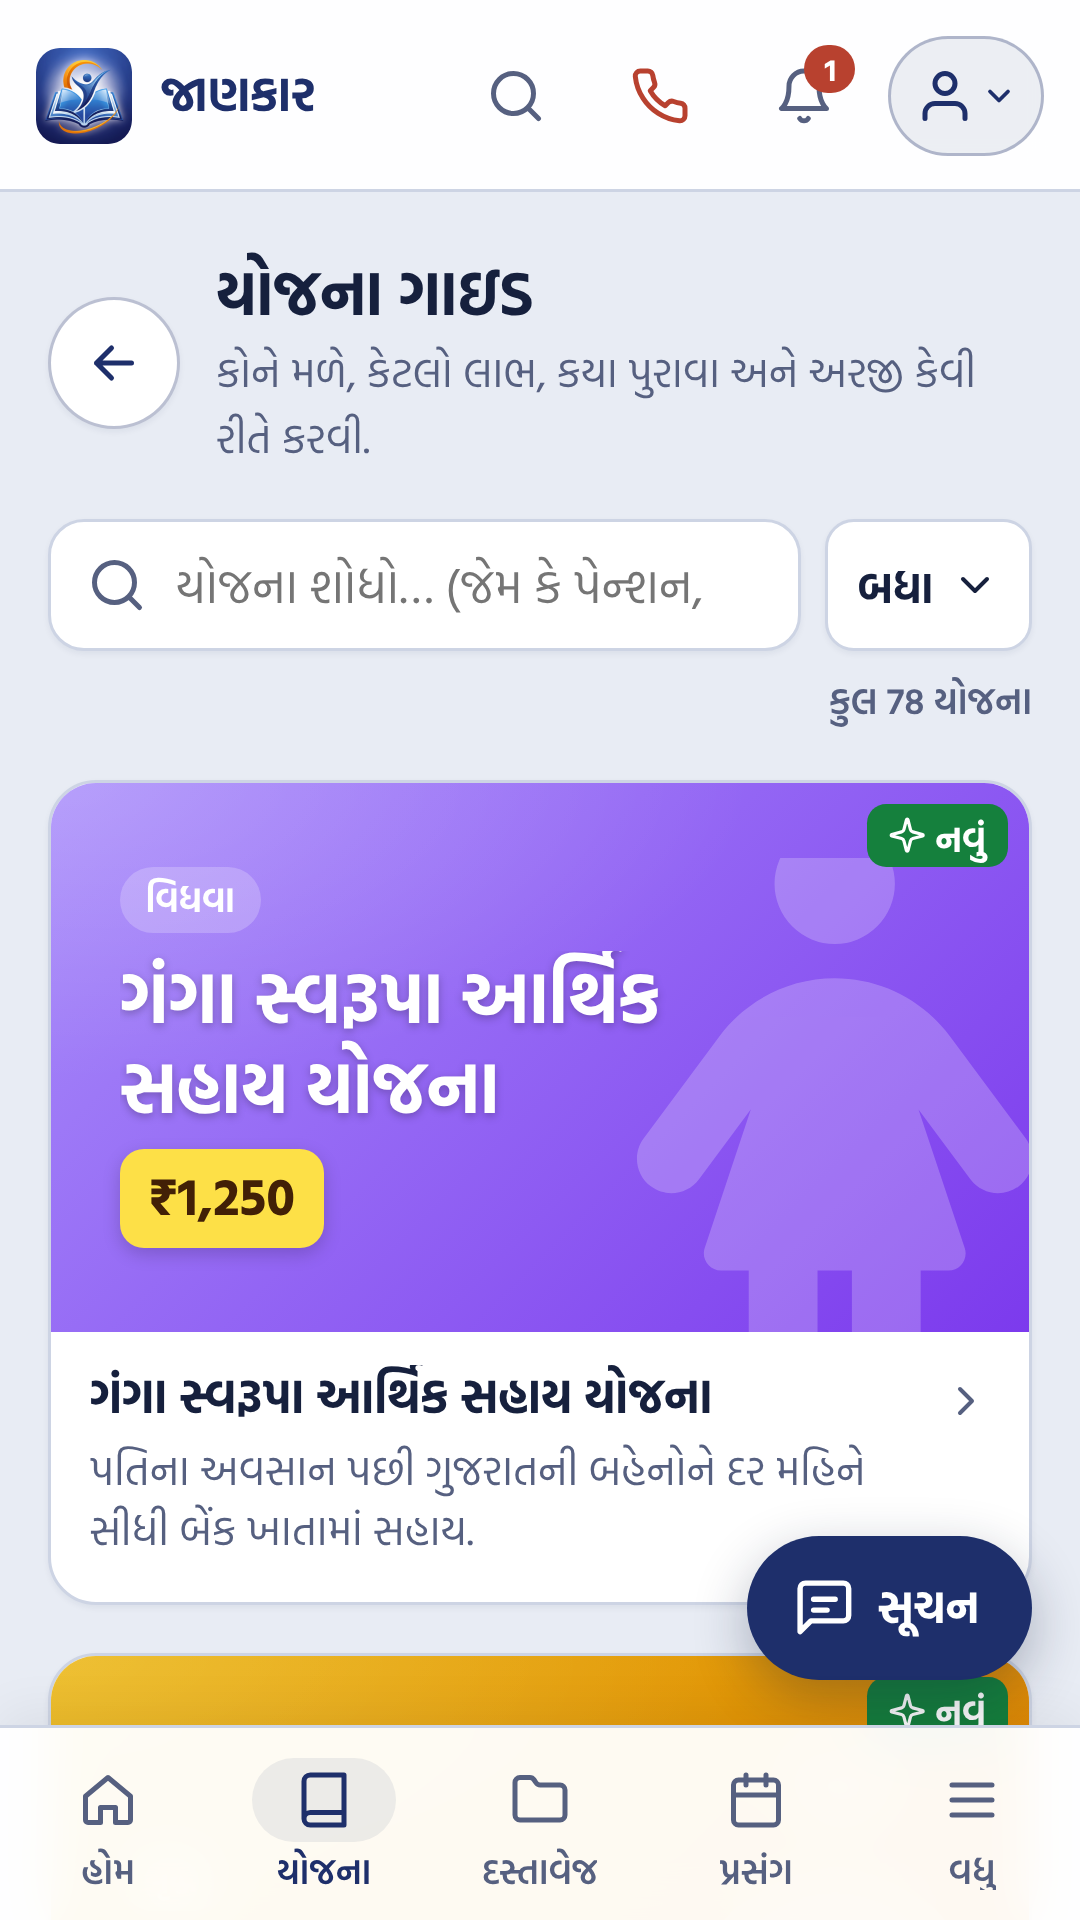 જાણકાર
1
યોજના ગાઇડ
કોને મળે, કેટલો લાભ, કયા પુરાવા અને અરજી કેવી
રીતે કરવી.
યોજના શોધો... (જેમ કે પેન્શન,
બધા
કુલ 78 યોજના
નવું
વિધવા
ગંગા સ્વરૂપા આર્થિક
સહાય યોજના
₹1,250
ગંગા સ્વરૂપા આર્થિક સહાય યોજના
પતિના અવસાન પછી ગુજરાતની બહેનોને દર મહિને
સીધી બેંક ખાતામાં સહાય.
સૂચન
નવું
હોમ
યોજના
દસ્તાવેજ
પ્રસંગ
વધુ